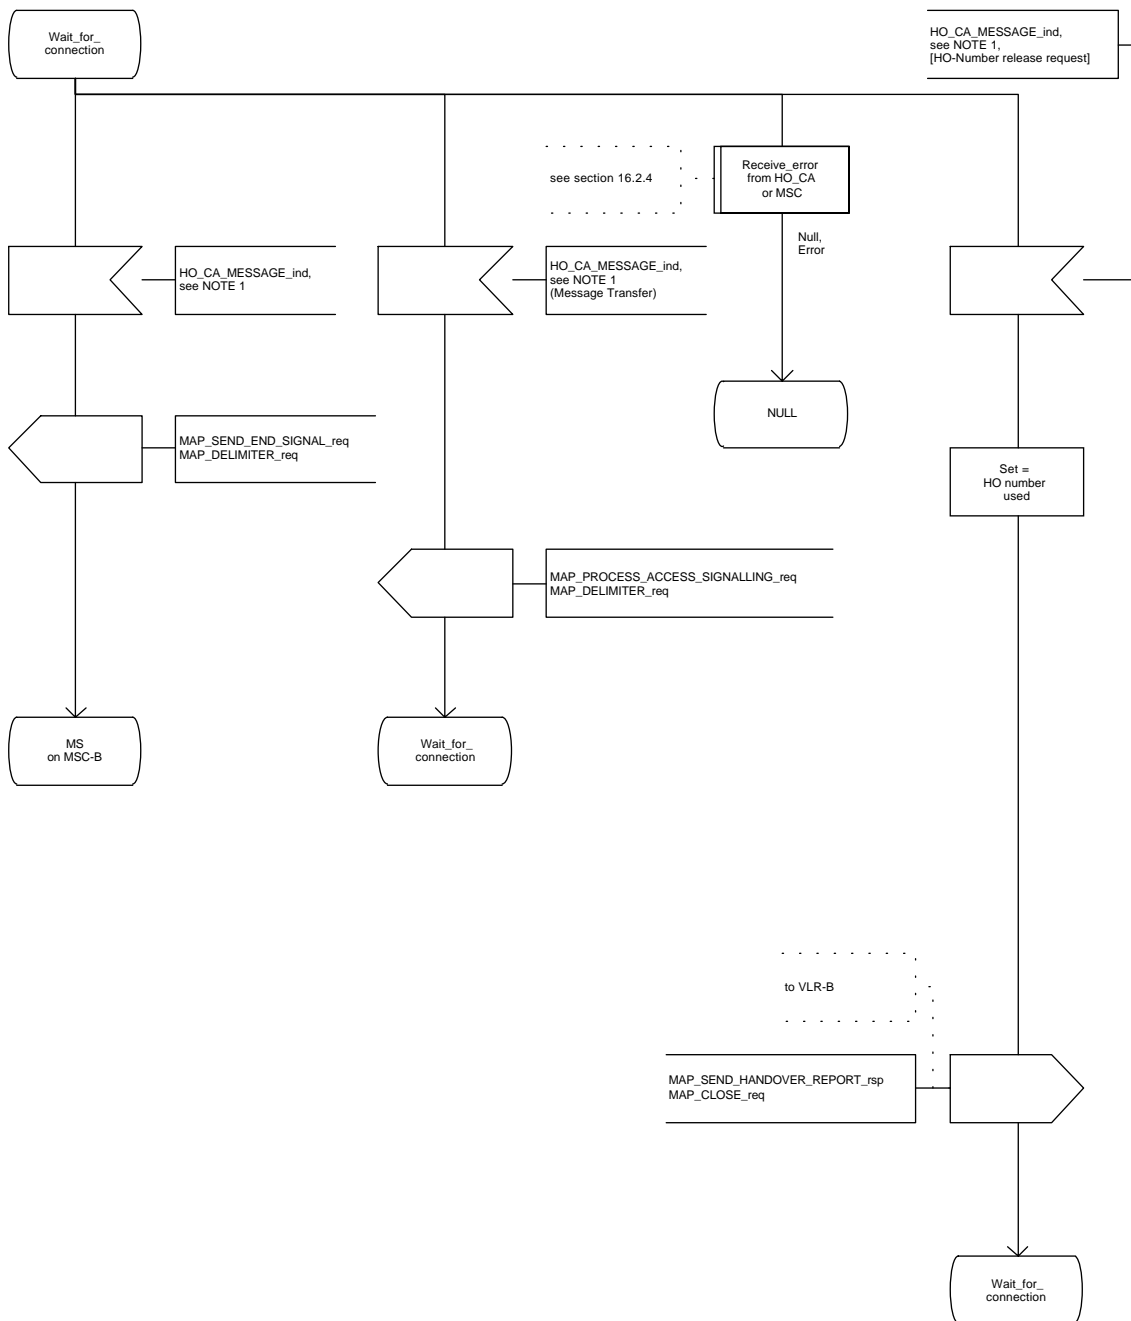 Wait_for_
connection
HO_CA_MESSAGE_ind,
see NOTE 1,
[HO-Number release request]
see section 16.2.4
Receive_error
from HO_CA
or MSC
Null,
Error
HO_CA_MESSAGE_ind,
see NOTE 1
HO_CA_MESSAGE_ind,
see NOTE 1
(Message Transfer)
NULL
MAP_SEND_END_SIGNAL_req
MAP_DELIMITER_req
Set =
HO number
used
MAP_PROCESS_ACCESS_SIGNALLING_req
MAP_DELIMITER_req
MS
on MSC-B
Wait_for_
connection
to VLR-B
MAP_SEND_HANDOVER_REPORT_rsp
MAP_CLOSE_req
Wait_for_
connection